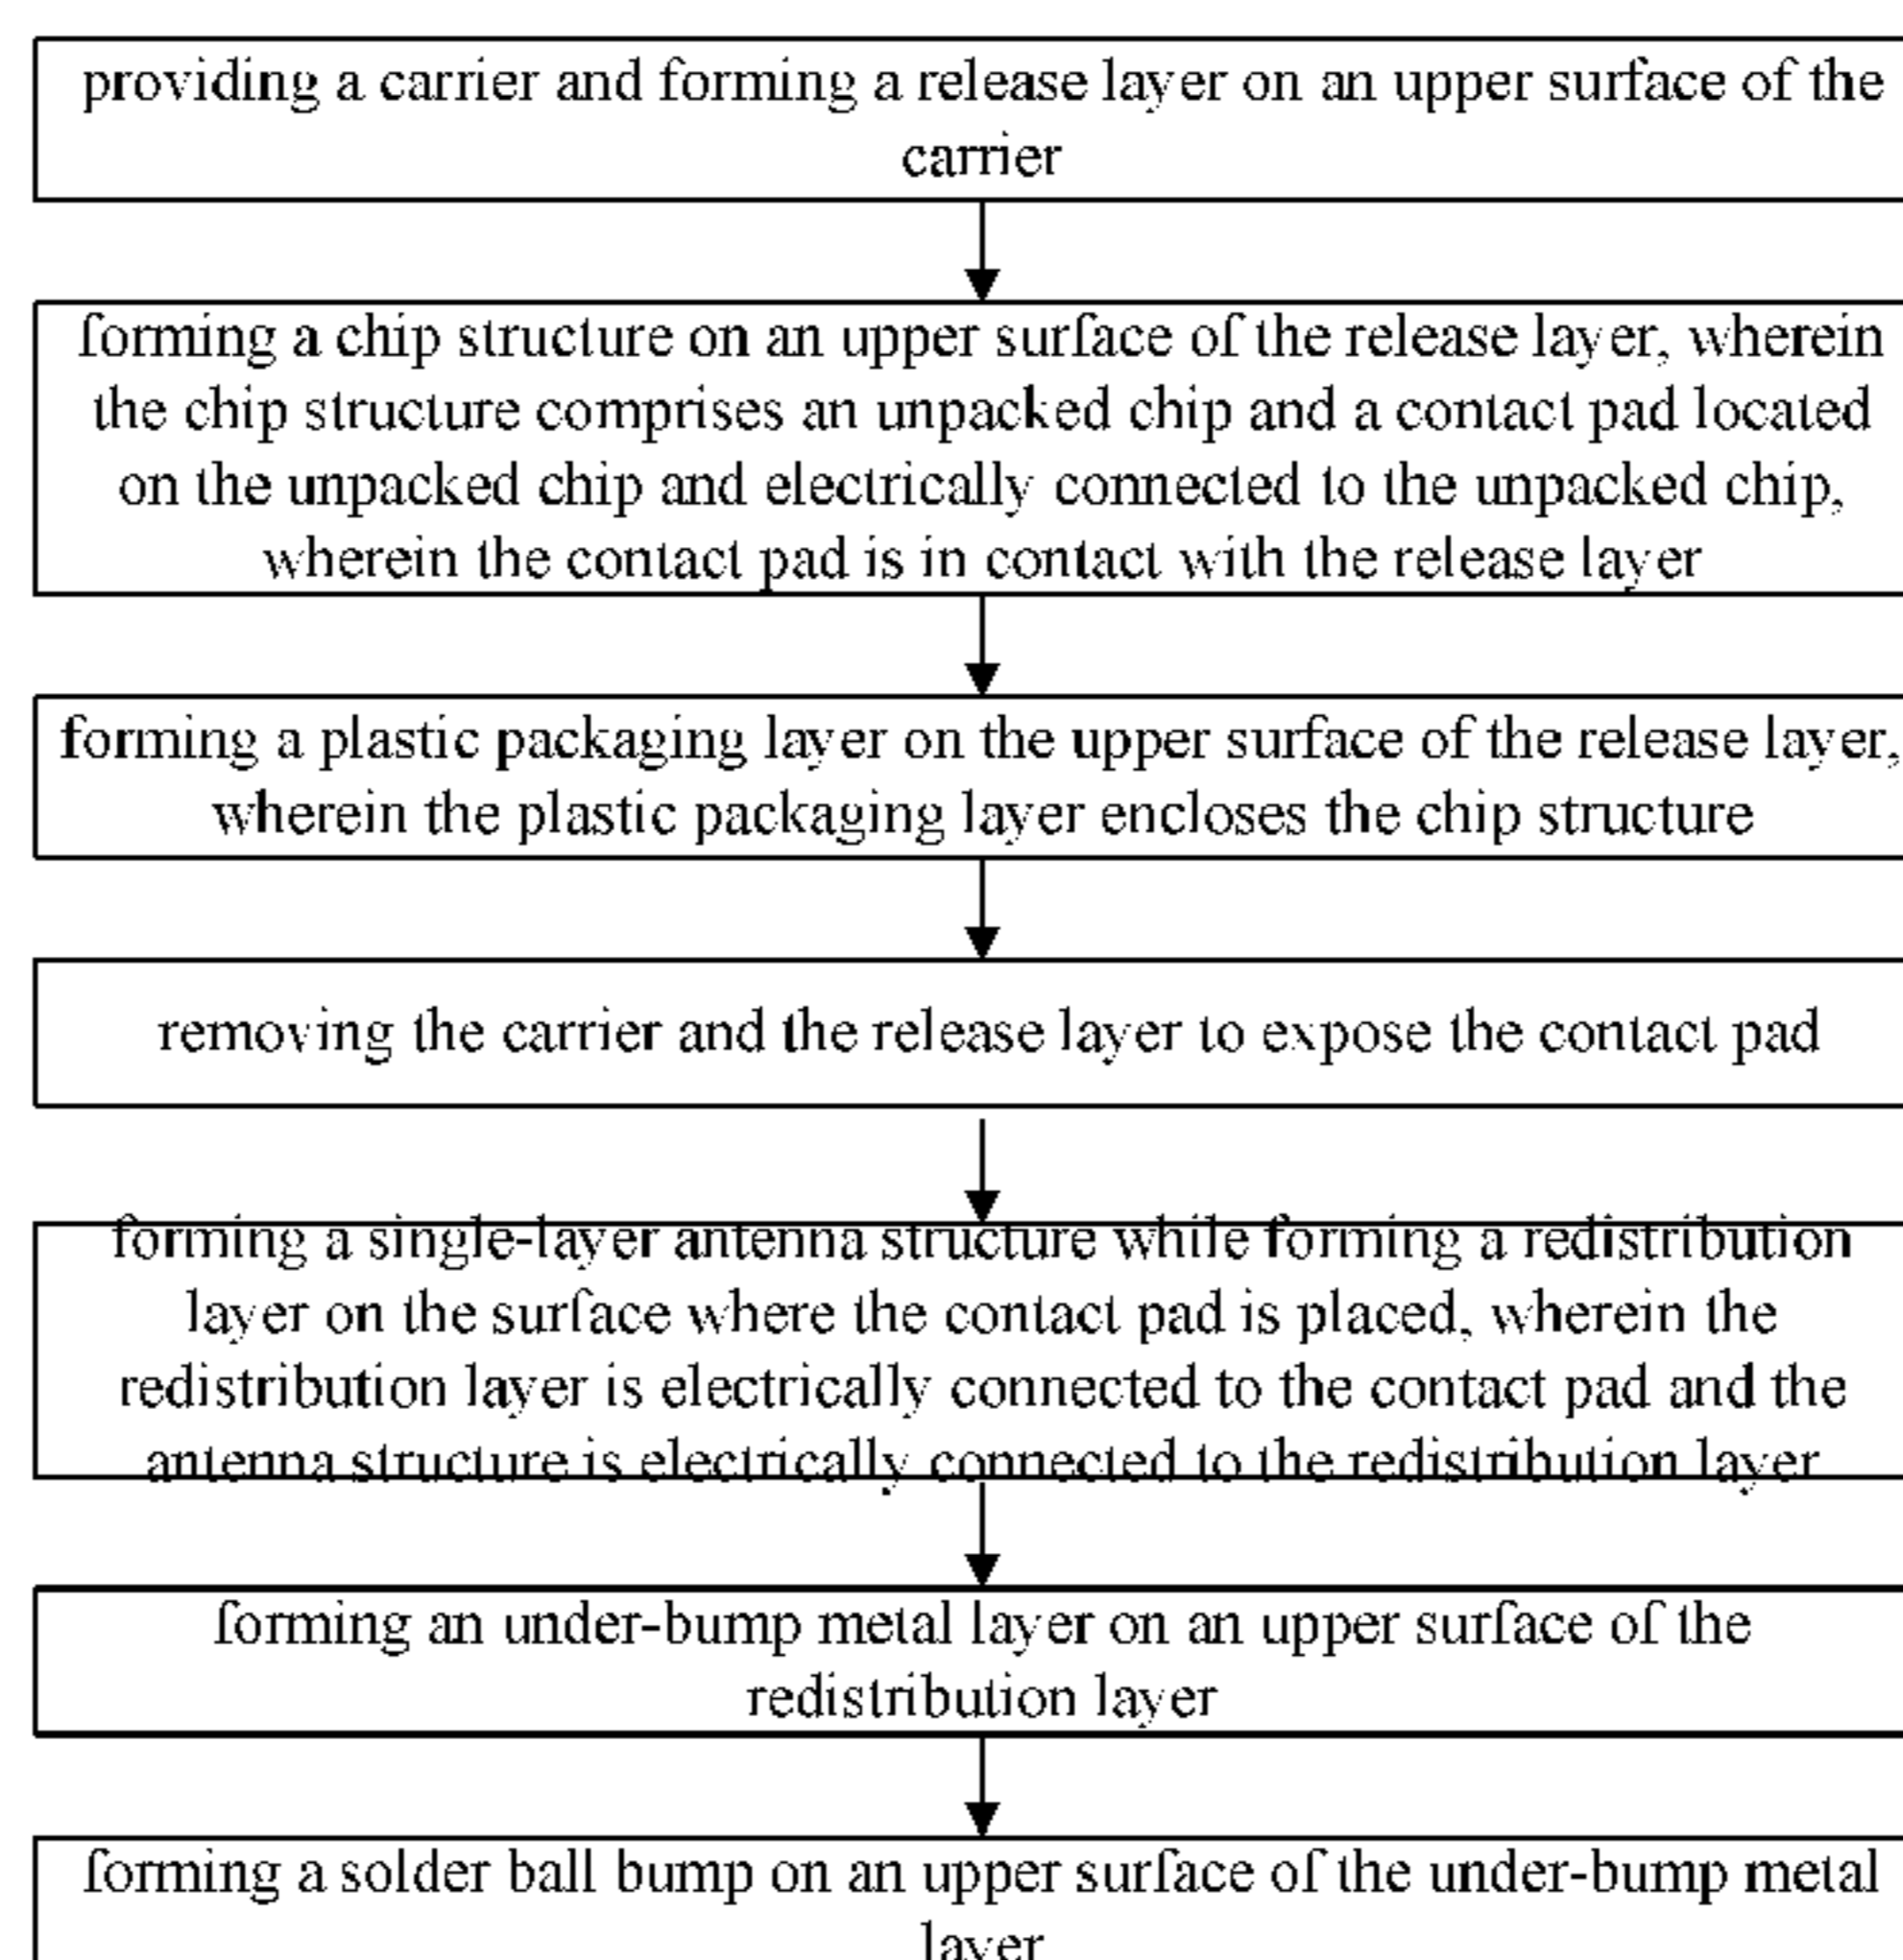 providing a carrier and forming a release layer on an upper surface of the
carrier
forming a chip structure on an upper surface of the release layer, wherein
the chip structure comprises an unpacked chip and a contact pad located
on the unpacked chip and electrically connected to the unpacked chip,
wherein the contact pad is in contact with the release layer
forming a plastic packaging layer on the upper surface of the release layer,
wherein the plastic packaging layer encloses the chip structure
removing the carrier and the release layer to expose the contact pad
forming a single-layer antenna structure while forming a redistribution
layer on the surface where the contact pad is placed, wherein the
redistribution layer is electrically connected to the contact pad and the
antenna structure is electrically connected to the redistribution layer
forming an under-bump metal layer on an upper surface of the
redistribution layer
forming a solder ball bump on an upper surface of the under-bump metal
layer